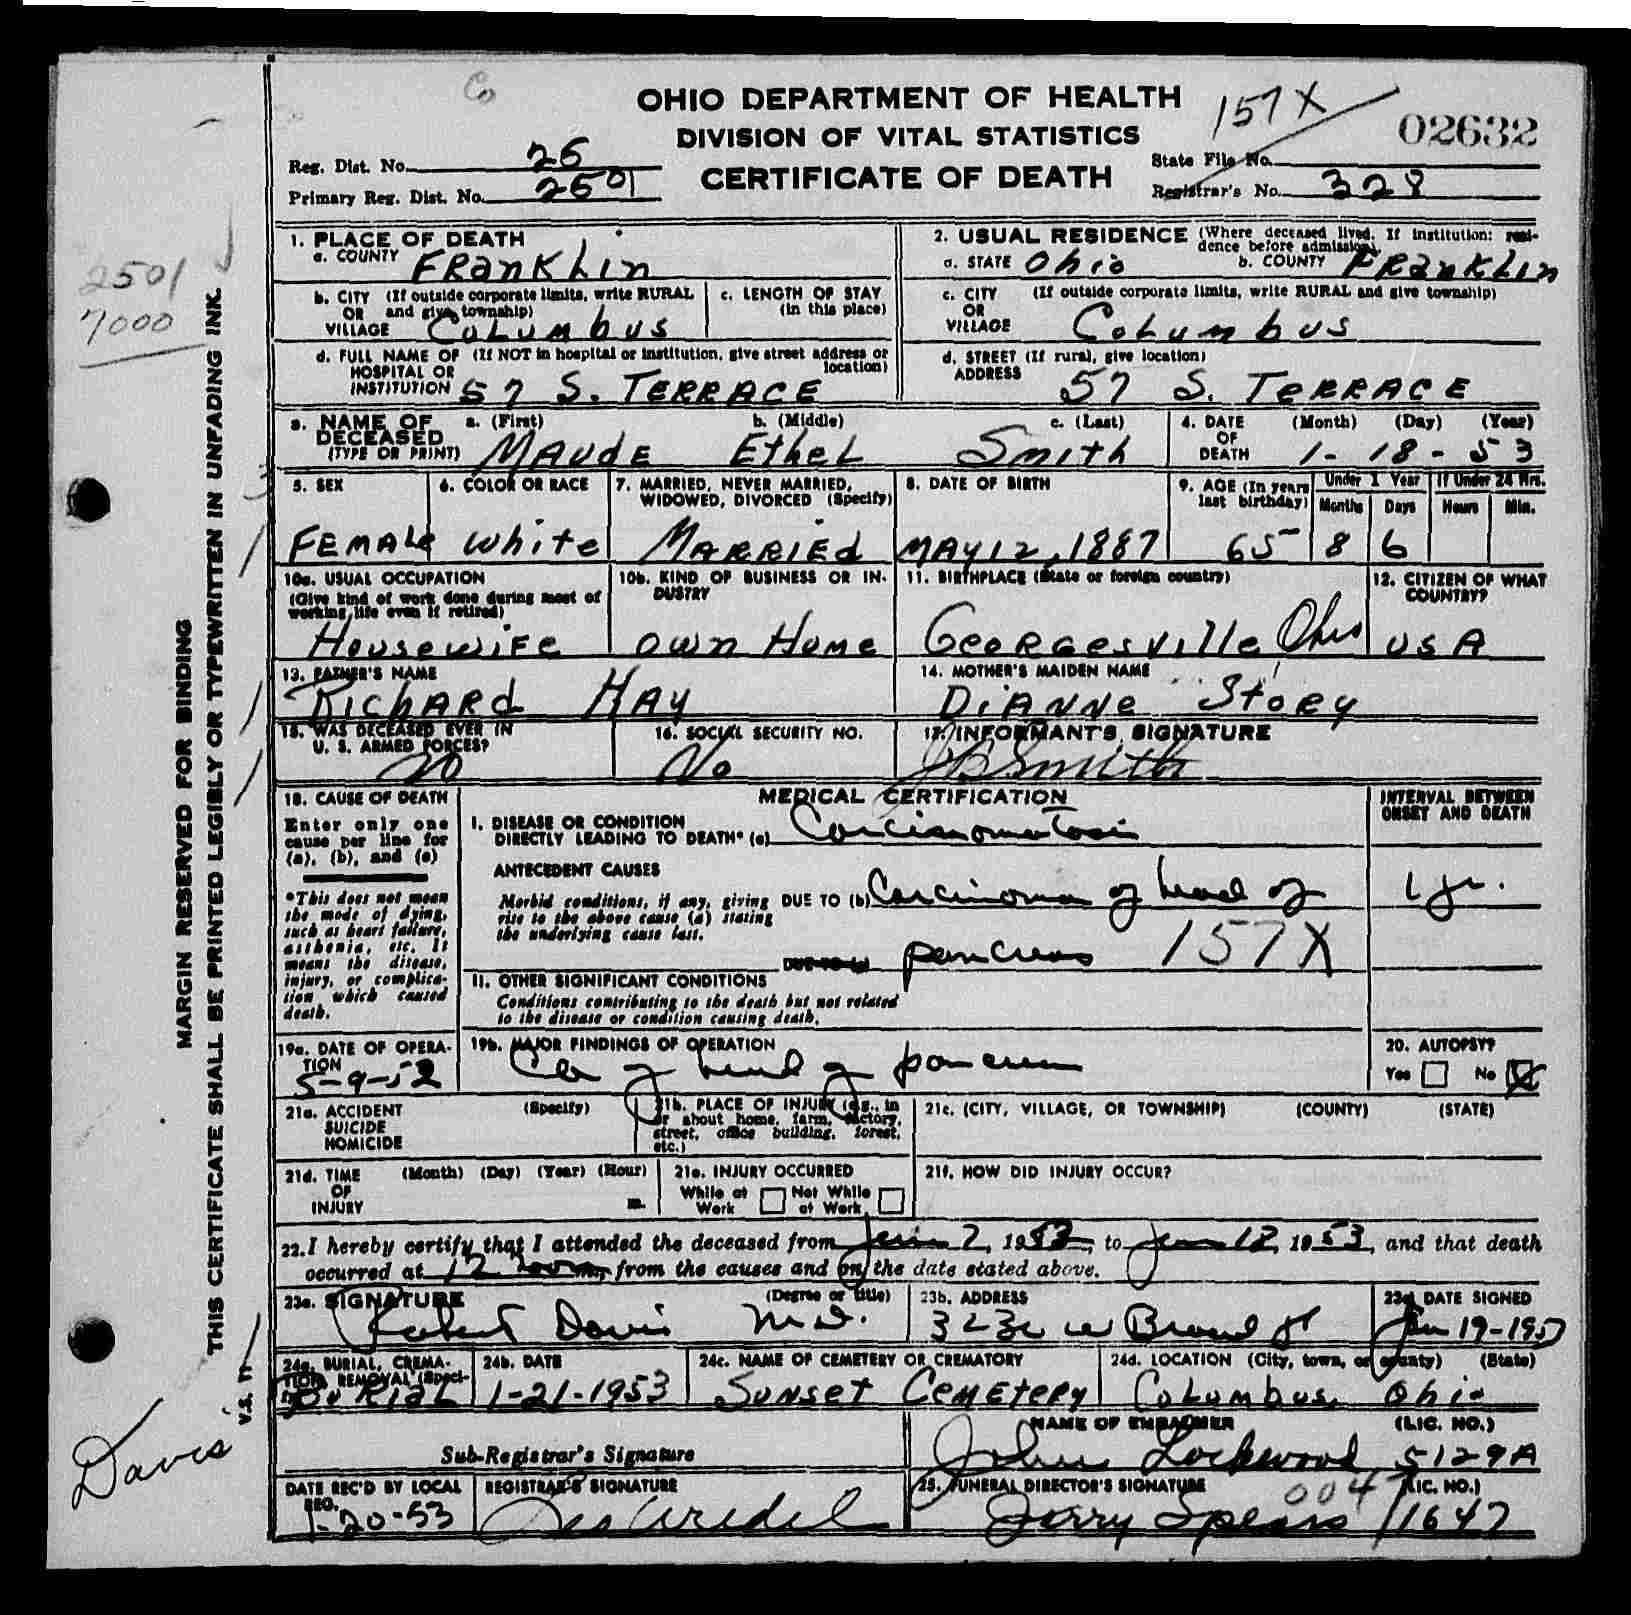 OHIO DEPARTMENT OF HEALTH
DIVISION OF VITAL STATISTICS
CERTIFICATE OF DEATH
157X
02632
Reg. Dist. No. 25
Primary Reg. Dist. No. 2501
State File No.
Registrar's No. 328
2501
7000
MARGIN RESERVED FOR BINDING
THIS CERTIFICATE SHALL BE PRINTED LEGIBLY OR TYPEWRITTEN IN UNFADING INK.
1. PLACE OF DEATH
a. COUNTY FRANKLin
2. USUAL RESIDENCE (Where deceased lived. If institution: residence before admission).
a. STATE Ohio b. COUNTY FRANKLin
b. CITY (If outside corporate limits, write RURAL
OR and give township)
VILLAGE COLUMbUS
c. LENGTH OF STAY
(in this place)
c. CITY (If outside corporate limits, write RURAL and give township)
OR
VILLAGE COLUMbUS
d. FULL NAME OF (If NOT in hospital or institution, give street address or
HOSPITAL OR location)
INSTITUTION 57 S. TERRACE
d. STREET (If rural, give location)
ADDRESS 57 S. TERRACE
3. NAME OF DECEASED (TYPE OR PRINT)
a. (First) b. (Middle) c. (Last)
MAUdE EtheL Smith
4. DATE OF DEATH (Month) (Day) (Year)
1-18-53
5. SEX
FEMALE
6. COLOR OR RACE
white
7. MARRIED, NEVER MARRIED,
WIDOWED, DIVORCED (Specify)
MARRIEd
8. DATE OF BIRTH
MAY 12, 1887
9. AGE (In years last birthday) 65
Under 1 Year If Under 24 Hrs.
Months Days Hours Min.
8 6
10a. USUAL OCCUPATION
(Give kind of work done during most of
working life even if retired)
HousewiFe
10b. KIND OF BUSINESS OR INDUSTRY
own Home
11. BIRTHPLACE (State or foreign country)
GEORGesville Ohio
12. CITIZEN OF WHAT COUNTRY?
USA
13. FATHER'S NAME
RichARd HAY
14. MOTHER'S MAIDEN NAME
DiANNe Story
15. WAS DECEASED EVER IN
U. S. ARMED FORCES?
no
16. SOCIAL SECURITY NO.
No
17. INFORMANT'S SIGNATURE
JB Smith
18. CAUSE OF DEATH
Enter only one
cause per line for
(a), (b), and (c)
*This does not mean
the mode of dying,
such as heart failure,
asthenia, etc. It
means the disease,
injury, or complica-
tion which caused
death.
MEDICAL CERTIFICATION
INTERVAL BETWEEN
ONSET AND DEATH
I. DISEASE OR CONDITION
DIRECTLY LEADING TO DEATH* (a) Carcinomatosis
ANTECEDENT CAUSES
Morbid conditions, if any, giving
rise to the above cause (a) stating
the underlying cause last.
DUE TO (b) Carcinoma of head of
1 yr.
DUE TO (c) pancreas 157X
II. OTHER SIGNIFICANT CONDITIONS
Conditions contributing to the death but not related
to the disease or condition causing death.
19a. DATE OF OPERATION
5-9-52
19b. MAJOR FINDINGS OF OPERATION
Ca of head of pancreas
20. AUTOPSY?
Yes No X
21a. ACCIDENT (Specify)
SUICIDE
HOMICIDE
21b. PLACE OF INJURY (e.g., in
or about home, farm, factory,
street, office building, forest,
etc.)
21c. (CITY, VILLAGE, OR TOWNSHIP) (COUNTY) (STATE)
21d. TIME (Month) (Day) (Year) (Hour)
OF
INJURY m.
21e. INJURY OCCURRED
While at Work Not While at Work
21f. HOW DID INJURY OCCUR?
22. I hereby certify that I attended the deceased from Jan 2, 1953, to Jan 12, 1953, and that death
occurred at 12 noon m., from the causes and on the date stated above.
23a. SIGNATURE (Degree or title)
Robert Davis M.D.
23b. ADDRESS
3232 W Broad St
23c. DATE SIGNED
Jan 19-1953
24a. BURIAL, CREMATION, REMOVAL (Specify)
BuRiaL
24b. DATE
1-21-1953
24c. NAME OF CEMETERY OR CREMATORY
SUNSET CEMETERY
24d. LOCATION (City, town, or county) (State)
COLUMbUS, Ohio
Davis
V.S. 11
Sub-Registrar's Signature
NAME OF EMBALMER (LIC. NO.)
John Lockwood 5129A
DATE REC'D BY LOCAL REG.
1-20-53
REGISTRAR'S SIGNATURE
25. FUNERAL DIRECTOR'S SIGNATURE (LIC. NO.)
0047
Jerry Spears 1647